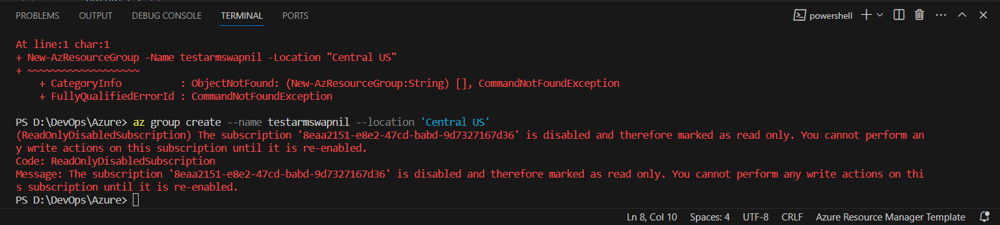 PROBLEMS OUTPUT DEBUG CONSOLE TERMINAL PORTS powershell
At line:1 char:1
+ New-AzResourceGroup -Name testarmswapnil -Location "Central US"
+ ~~~~~~~~~~~~~~~~~~~
+ CategoryInfo : ObjectNotFound: (New-AzResourceGroup:String) [], CommandNotFoundException
+ FullyQualifiedErrorId : CommandNotFoundException
PS D:\DevOps\Azure> az group create --name testarmswapnil --location 'Central US'
(ReadOnlyDisabledSubscription) The subscription '8eaa2151-e8e2-47cd-babd-9d7327167d36' is disabled and therefore marked as read only. You cannot perform an
y write actions on this subscription until it is re-enabled.
Code: ReadOnlyDisabledSubscription
Message: The subscription '8eaa2151-e8e2-47cd-babd-9d7327167d36' is disabled and therefore marked as read only. You cannot perform any write actions on thi
s subscription until it is re-enabled.
PS D:\DevOps\Azure>
Ln 8, Col 10 Spaces: 4 UTF-8 CRLF Azure Resource Manager Template